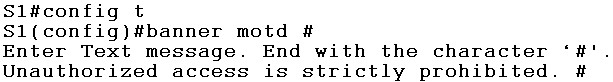 S1#config t
S1(config)#banner motd #
Enter Text message. End with the character ‘#'.
Unauthorized access is strictly prohibited. #